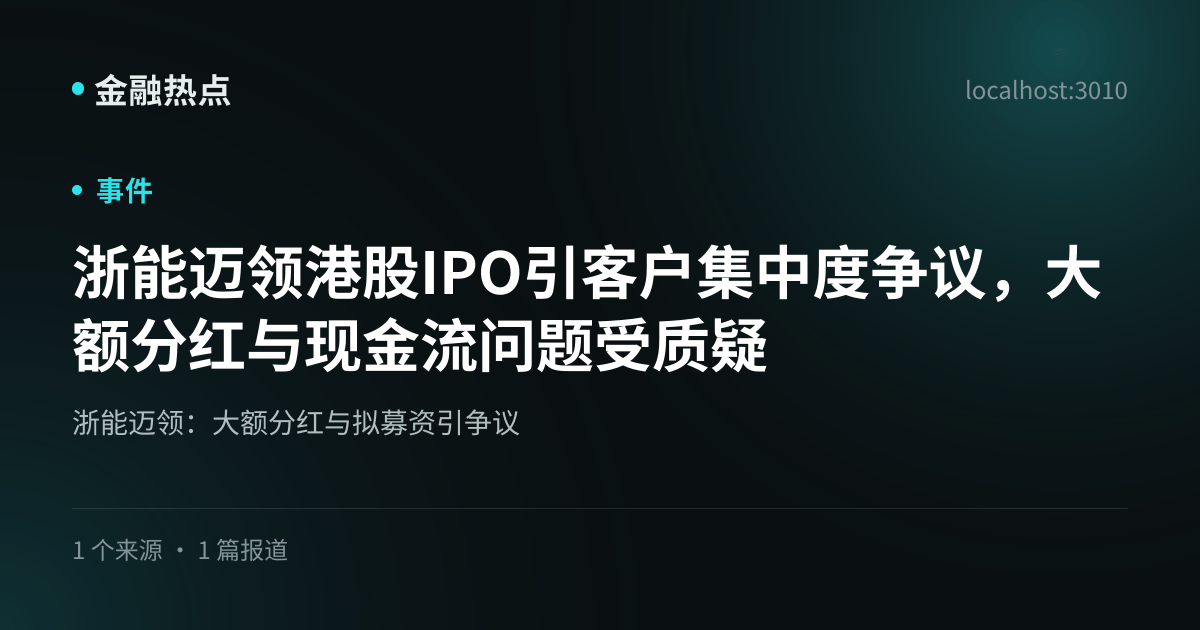 金融热点
localhost:3010
事件
浙能迈领港股IPO引客户集中度争议，大
额分红与现金流问题受质疑
浙能迈领：大额分红与拟募资引争议
1 个来源 · 1 篇报道